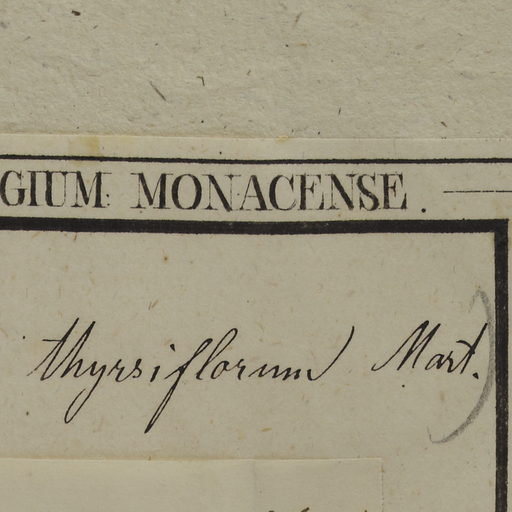 GIUM MONACENSE.
thyrsiflorum Mart.)